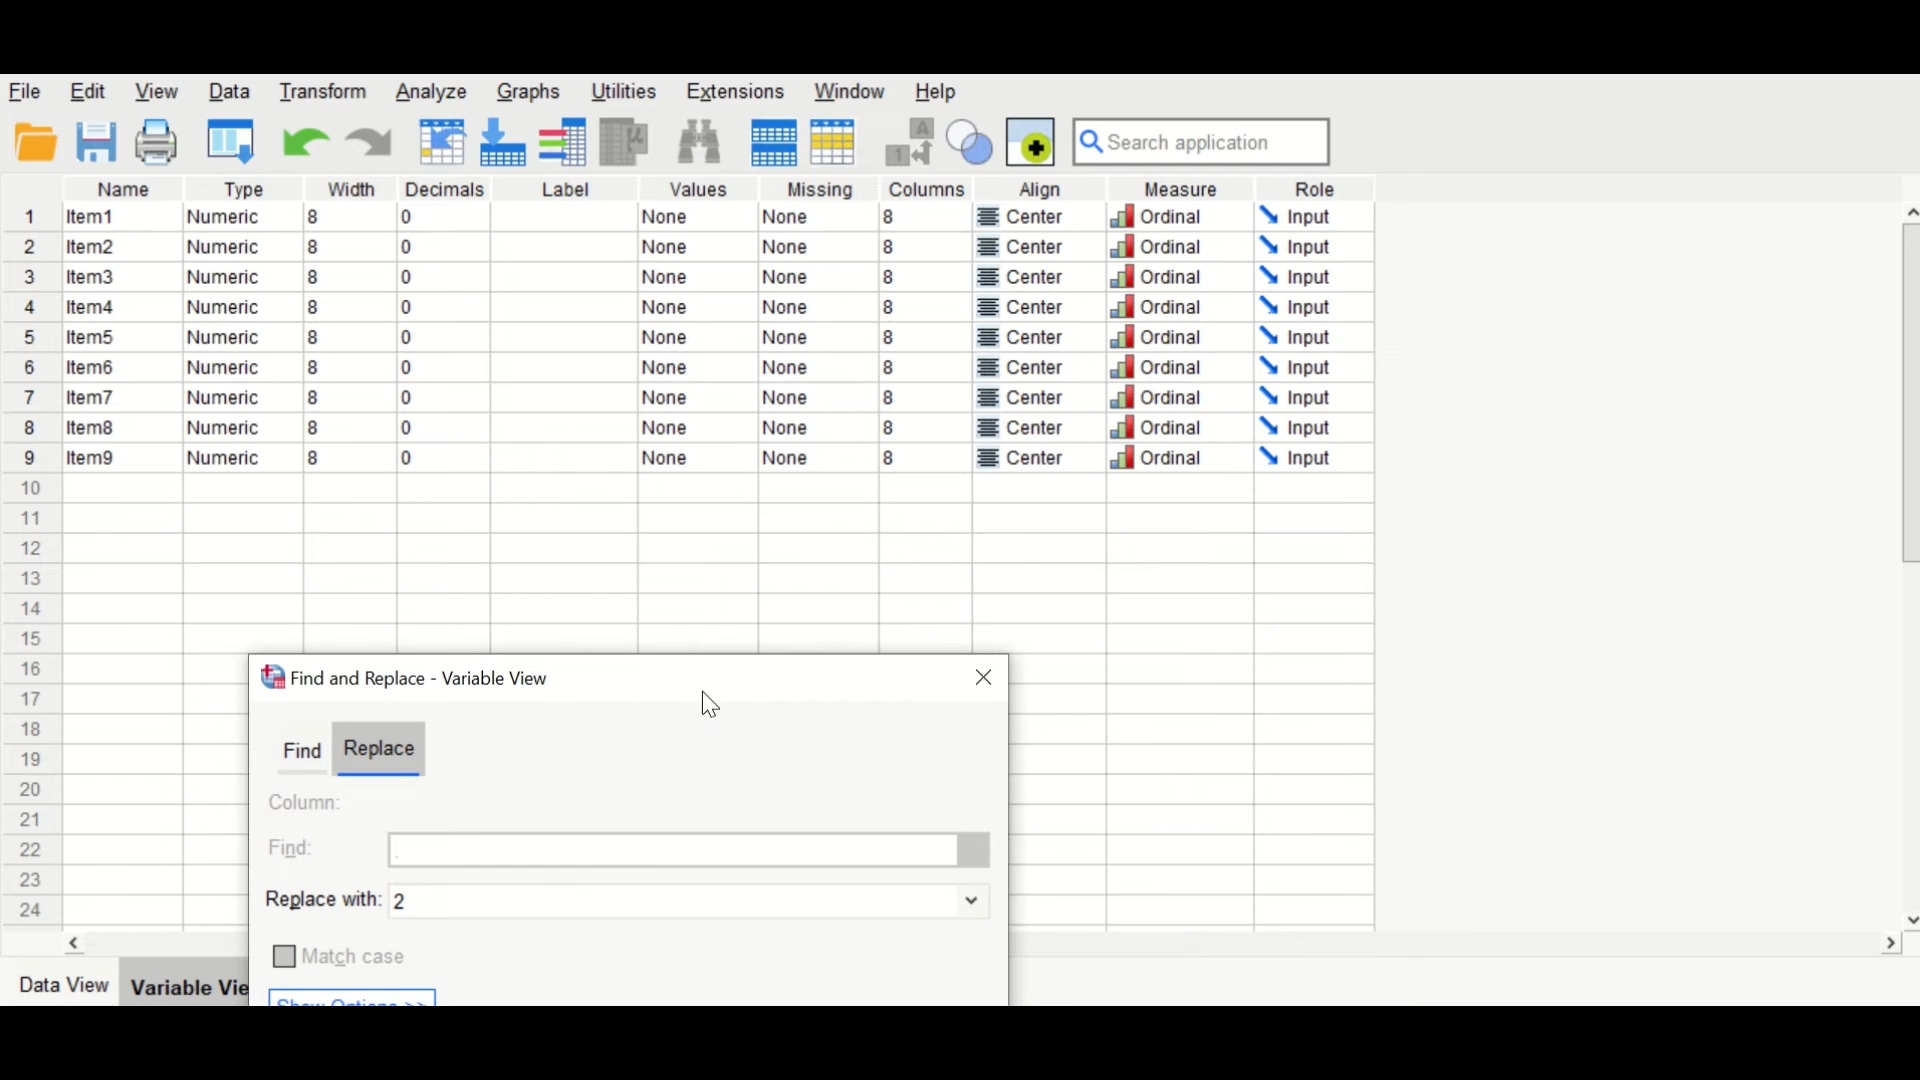 File Edit View Data Transform Analyze Graphs Utilities Extensions Window Help
Search application
Name Type Width Decimals Label Values Missing Columns Align Measure Role
1 Item1 Numeric 8 0 None None 8 Center Ordinal Input
2 Item2 Numeric 8 0 None None 8 Center Ordinal Input
3 Item3 Numeric 8 0 None None 8 Center Ordinal Input
4 Item4 Numeric 8 0 None None 8 Center Ordinal Input
5 Item5 Numeric 8 0 None None 8 Center Ordinal Input
6 Item6 Numeric 8 0 None None 8 Center Ordinal Input
7 Item7 Numeric 8 0 None None 8 Center Ordinal Input
8 Item8 Numeric 8 0 None None 8 Center Ordinal Input
9 Item9 Numeric 8 0 None None 8 Center Ordinal Input
10
11
12
13
14
15
16
17
18
19
20
21
22
23
24
Find and Replace - Variable View
Find Replace
Column:
Find: .
Replace with: 2
Match case
Show Options >>
Data View Variable Vie